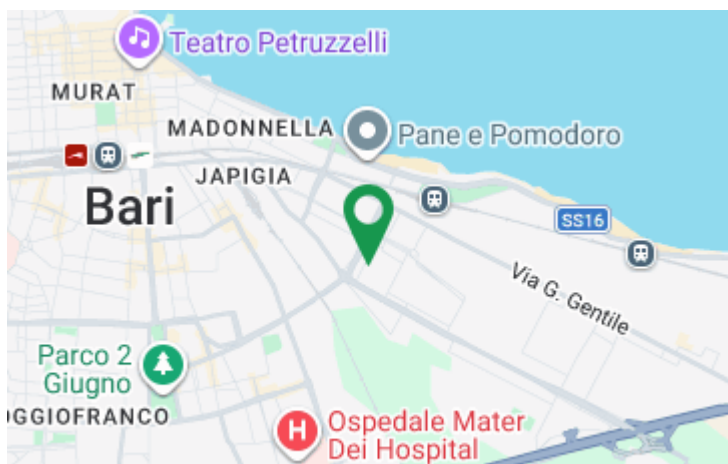 Teatro Petruzzelli
MURAT
MADONNELLA
Pane e Pomodoro
JAPIGIA
Bari
SS16
Via G. Gentile
Parco 2
Giugno
OGGIOFRANCO
H
Ospedale Mater
Dei Hospital